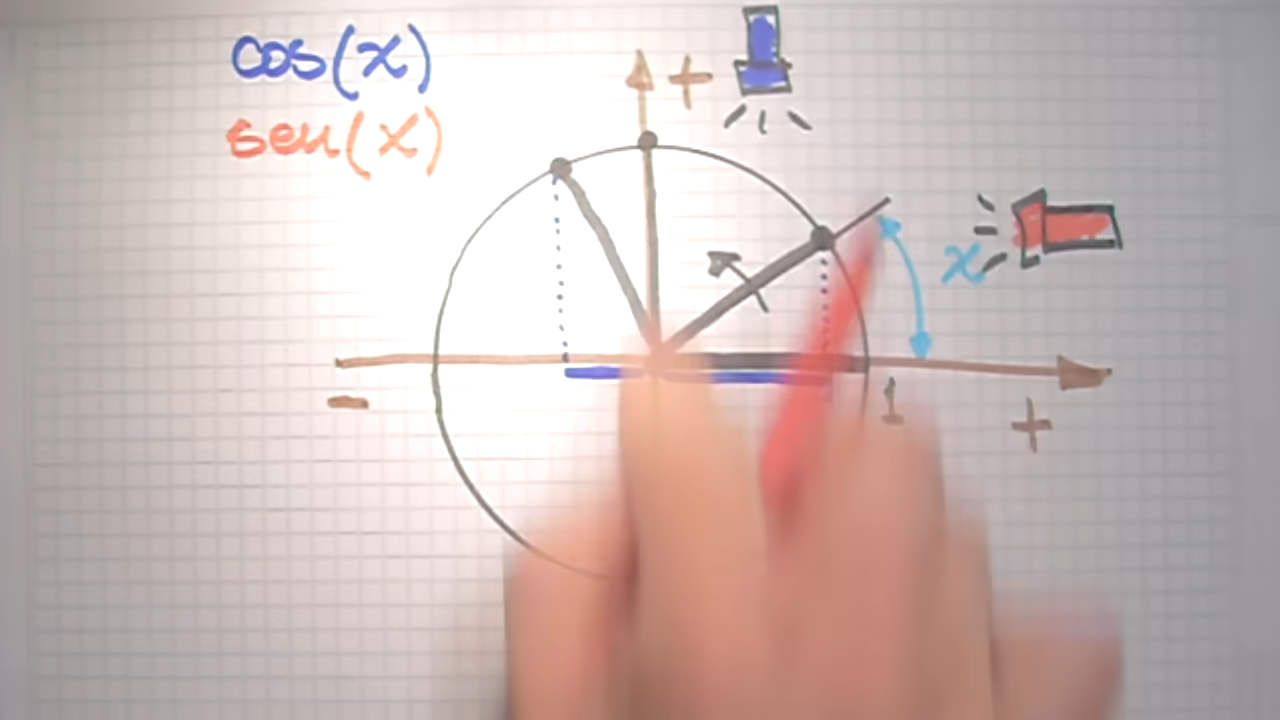 cos(x)
sen(x)
+
x
1
-
+